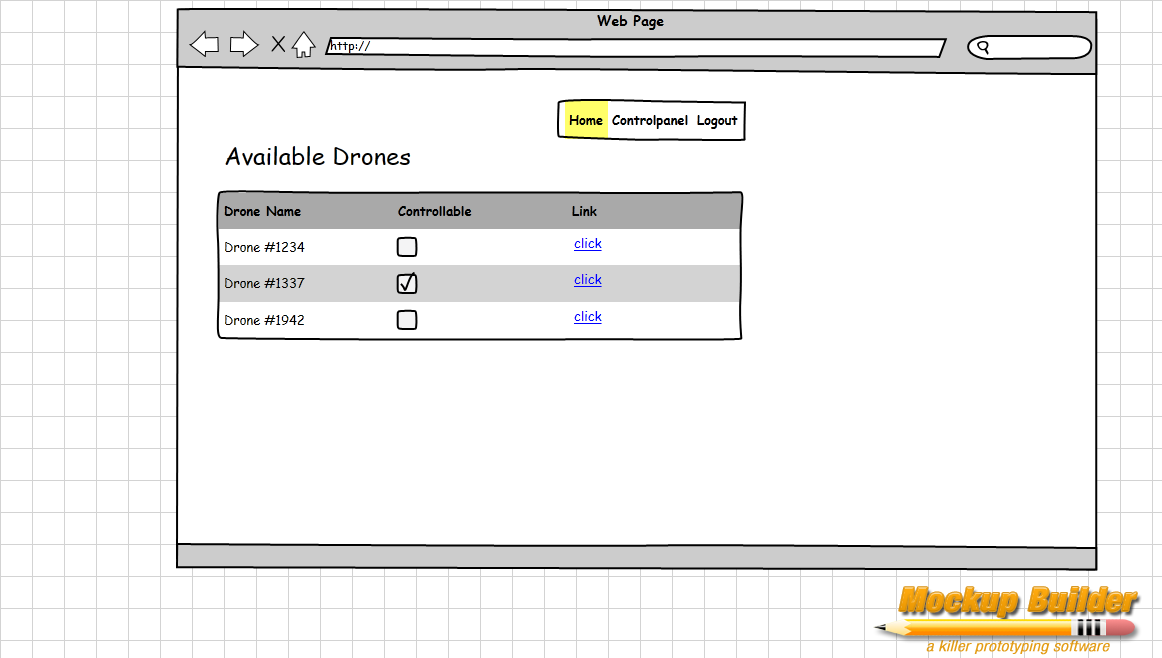 Web Page
http://
Home Controlpanel Logout
Available Drones
Drone Name Controllable Link
Drone #1234 click
Drone #1337 click
Drone #1942 click
Mockup Builder
a killer prototyping software